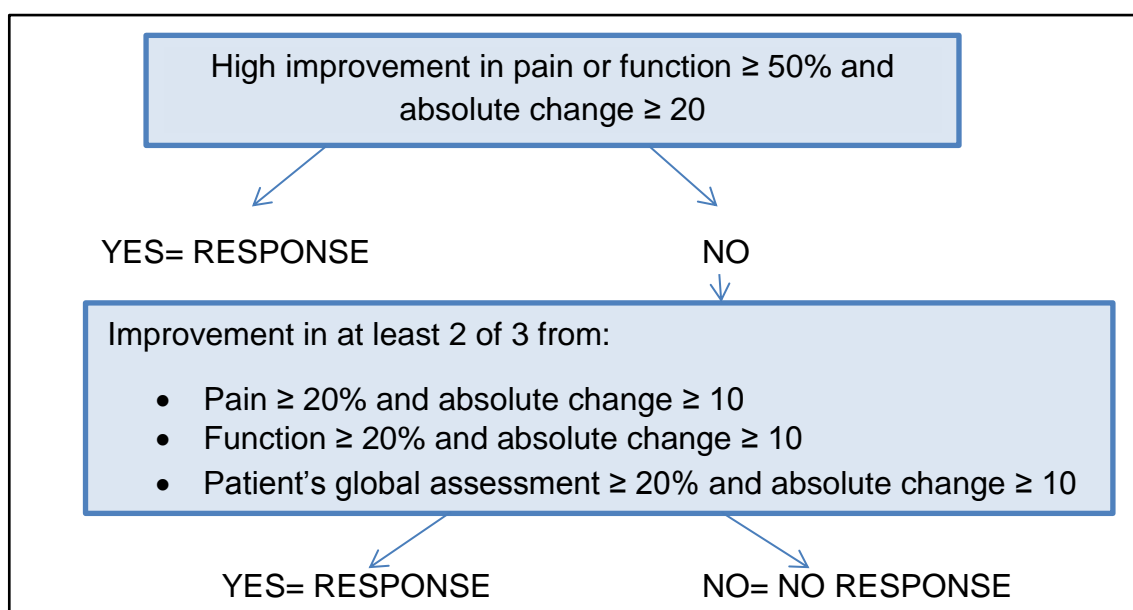 High improvement in pain or function ≥ 50% and
absolute change ≥ 20
YES= RESPONSE
NO
Improvement in at least 2 of 3 from:
• Pain ≥ 20% and absolute change ≥ 10
• Function ≥ 20% and absolute change ≥ 10
• Patient’s global assessment ≥ 20% and absolute change ≥ 10
YES= RESPONSE
NO= NO RESPONSE